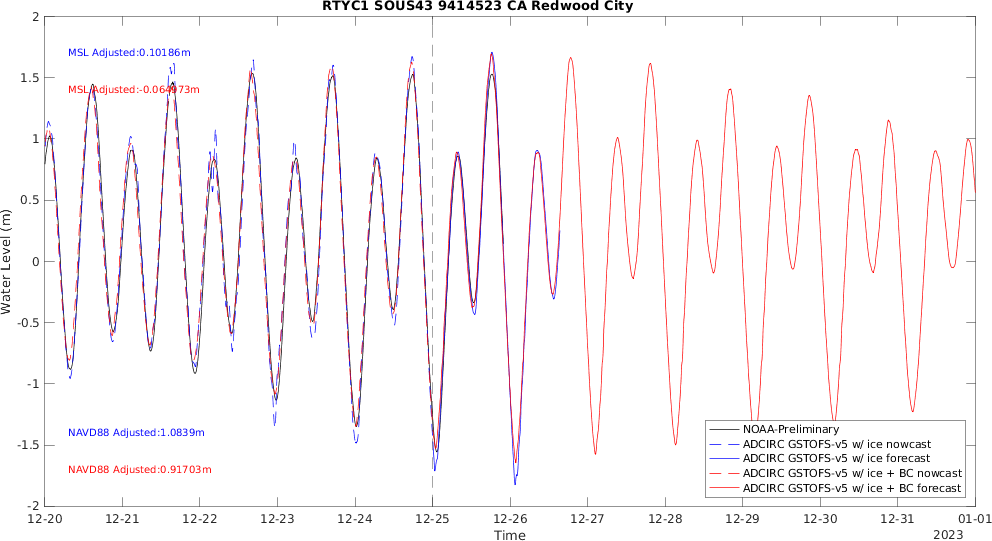 RTYC1 SOUS43 9414523 CA Redwood City
MSL Adjusted:0.10186m
MSL Adjusted:-0.064973m
NAVD88 Adjusted:1.0839m
NAVD88 Adjusted:0.91703m
Water Level (m)
2
1.5
1
0.5
0
-0.5
-1
-1.5
-2
NOAA-Preliminary
ADCIRC GSTOFS-v5 w/ ice nowcast
ADCIRC GSTOFS-v5 w/ ice forecast
ADCIRC GSTOFS-v5 w/ ice + BC nowcast
ADCIRC GSTOFS-v5 w/ ice + BC forecast
12-20 12-21 12-22 12-23 12-24 12-25 12-26 12-27 12-28 12-29 12-30 12-31 01-01
Time
2023